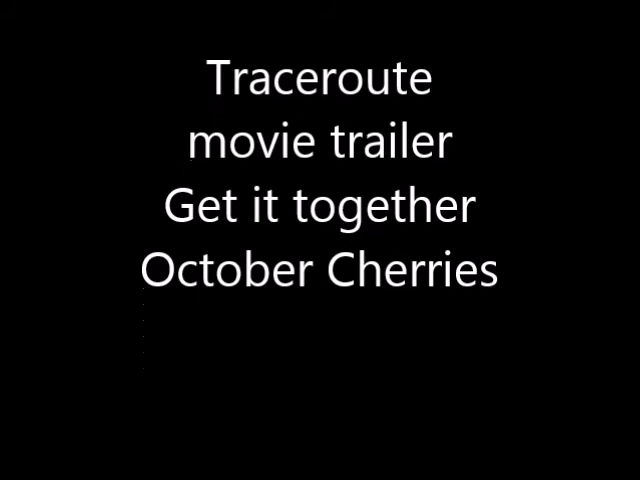 Traceroute
movie trailer
Get it together
October Cherries